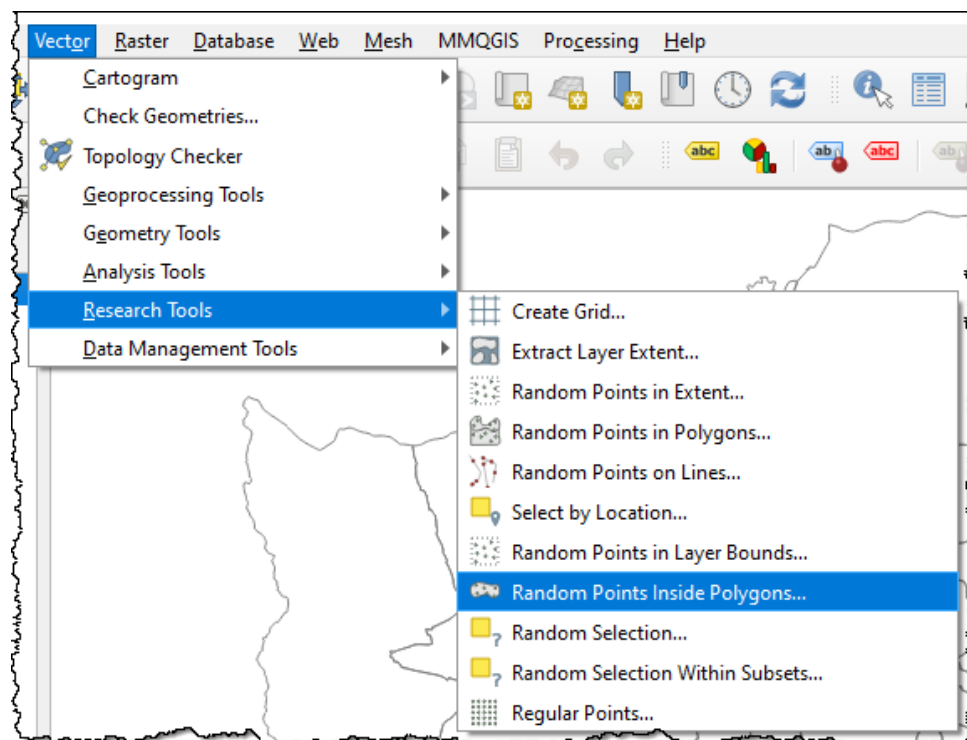 Vector Raster Database Web Mesh MMQGIS Processing Help
Cartogram
Check Geometries...
Topology Checker
abc ab abc ab
Geoprocessing Tools
Geometry Tools
Analysis Tools
Research Tools
Data Management Tools
Create Grid...
Extract Layer Extent...
Random Points in Extent...
Random Points in Polygons...
Random Points on Lines...
Select by Location...
Random Points in Layer Bounds...
Random Points Inside Polygons...
Random Selection...
Random Selection Within Subsets...
Regular Points...